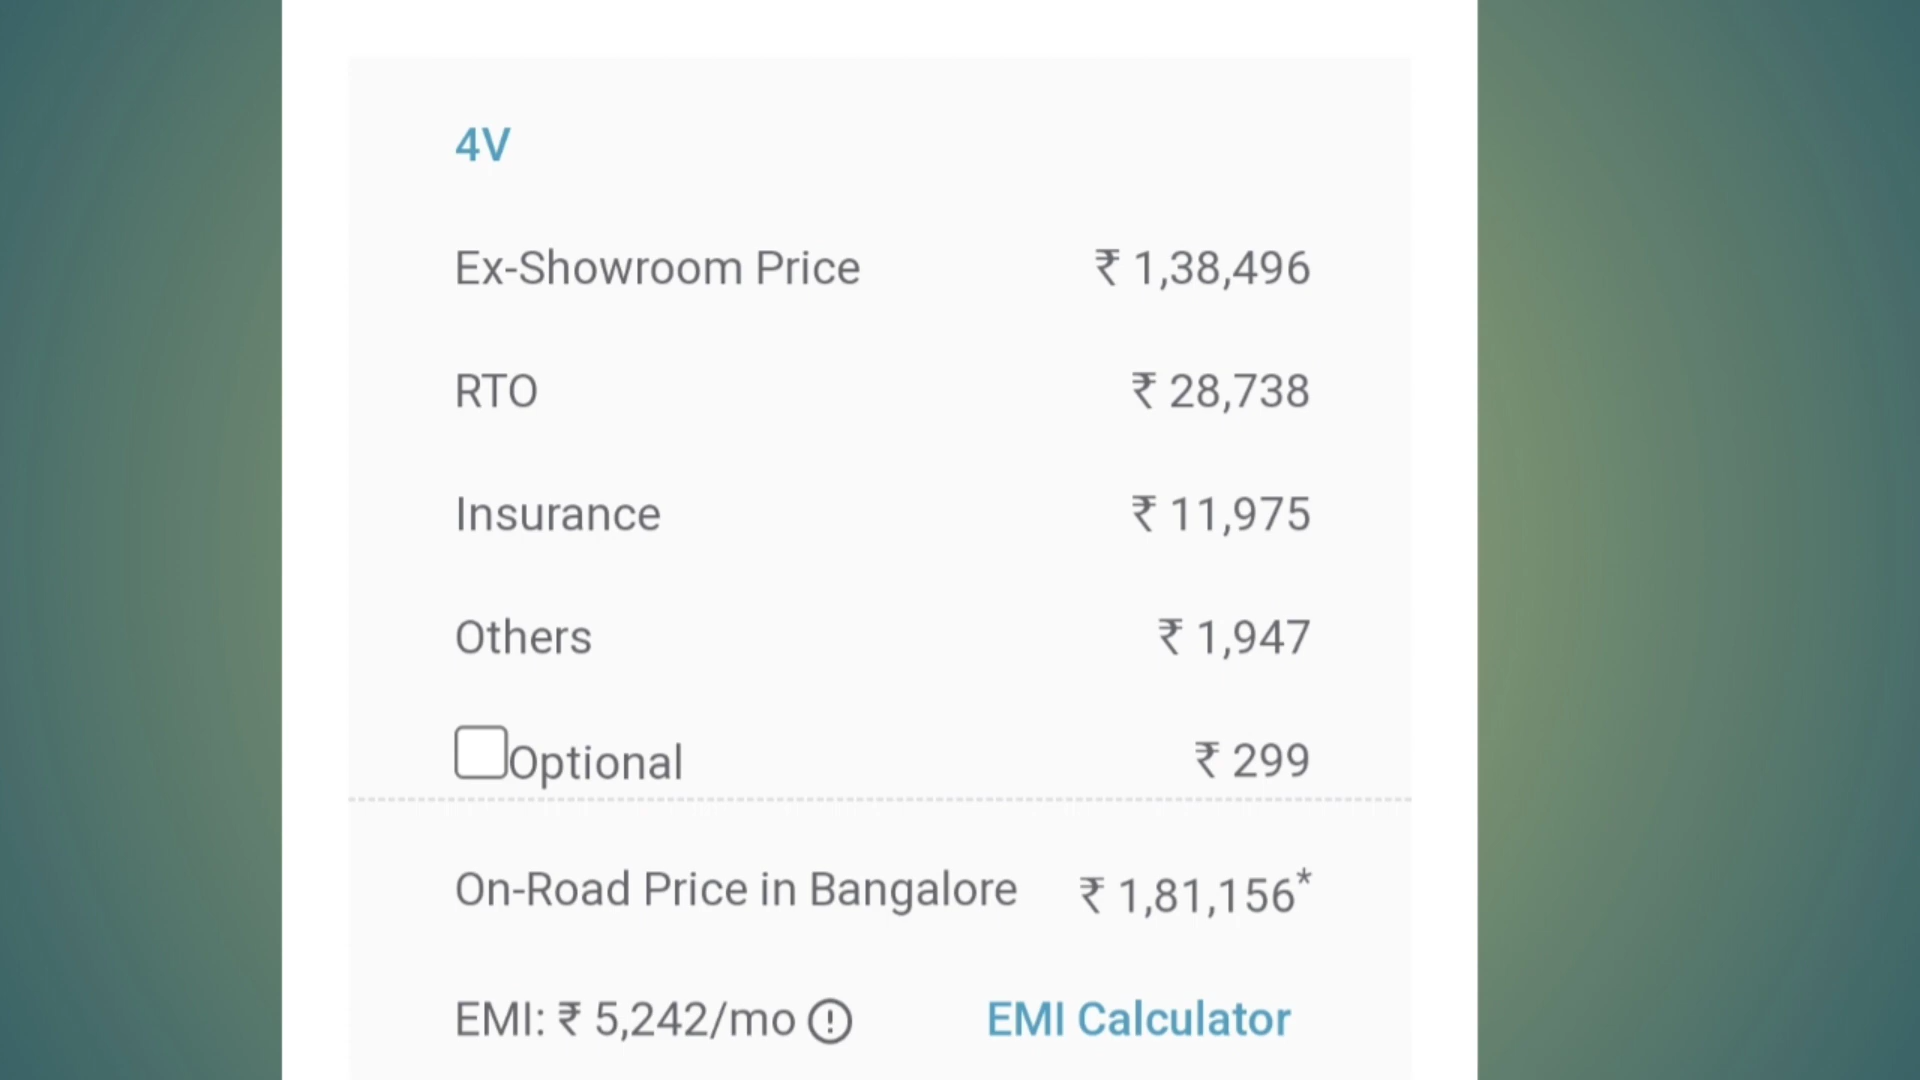 4V
Ex-Showroom Price ₹ 1,38,496
RTO ₹ 28,738
Insurance ₹ 11,975
Others ₹ 1,947
Optional ₹ 299
On-Road Price in Bangalore ₹ 1,81,156*
EMI: ₹ 5,242/mo EMI Calculator